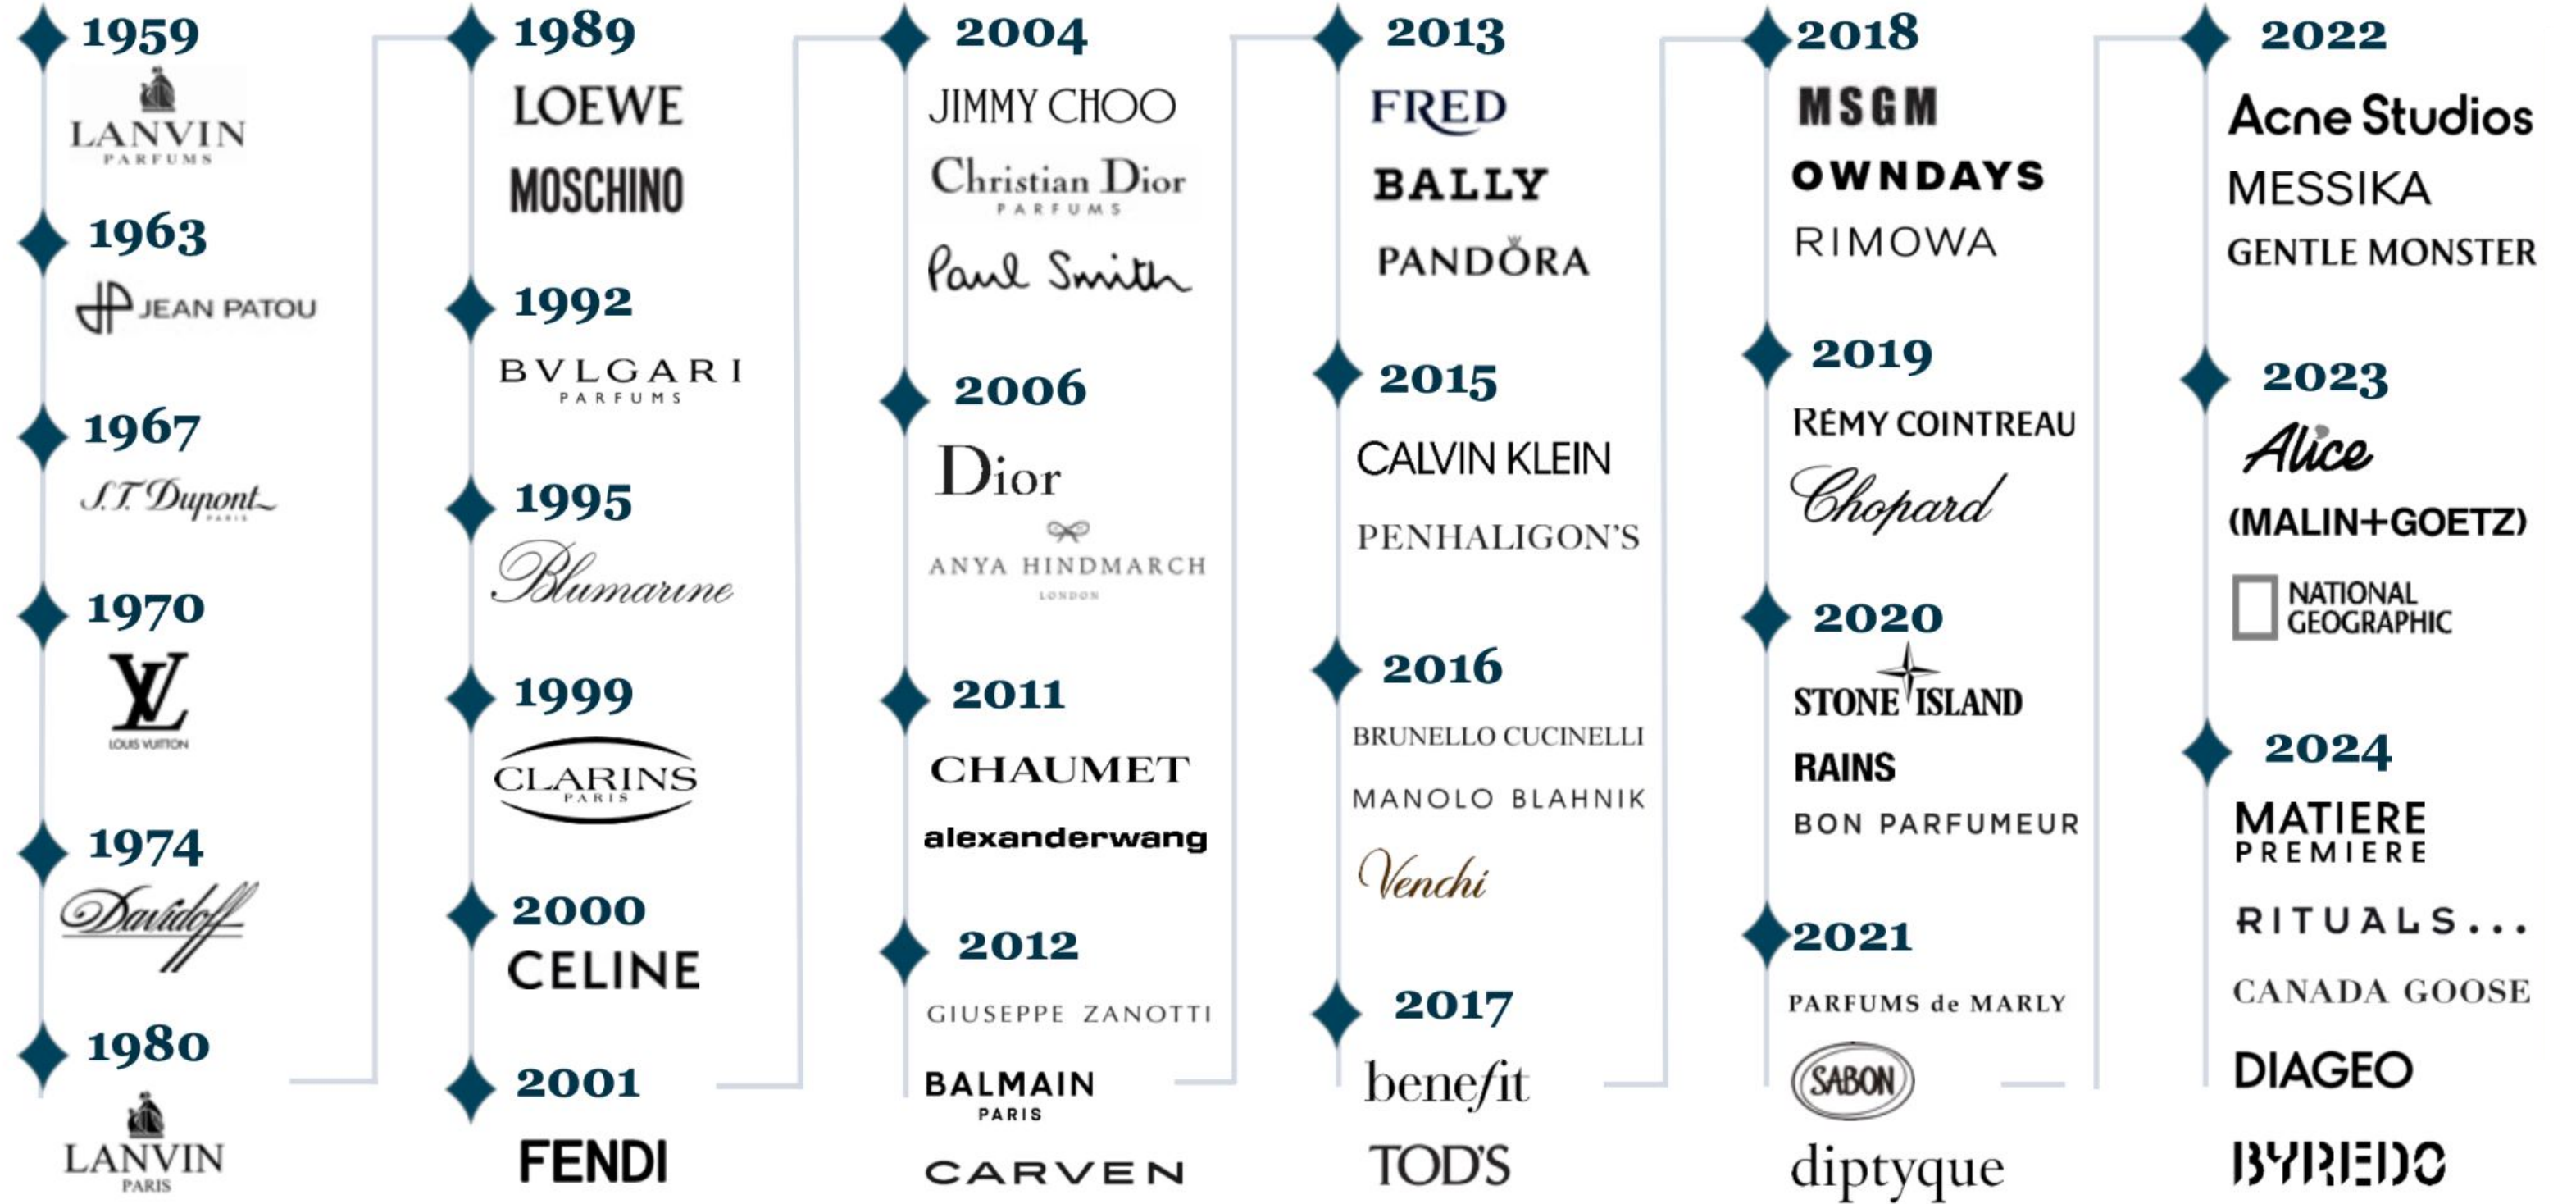 1959
LANVIN
PARFUMS
1963
JP JEAN PATOU
1967
S.T. Dupont
PARIS
1970
LV
LOUIS VUITTON
1974
Davidoff
1980
LANVIN
PARIS
1989
LOEWE
MOSCHINO
1992
BVLGARI
PARFUMS
1995
Blumarine
1999
CLARINS
PARIS
2000
CELINE
2001
FENDI
2004
JIMMY CHOO
Christian Dior
PARFUMS
Paul Smith
2006
Dior
ANYA HINDMARCH
LONDON
2011
CHAUMET
alexanderwang
2012
GIUSEPPE ZANOTTI
BALMAIN
PARIS
CARVEN
2013
FRED
BALLY
PANDORA
2015
CALVIN KLEIN
PENHALIGON'S
2016
BRUNELLO CUCINELLI
MANOLO BLAHNIK
Venchi
2017
benefit
TOD'S
2018
MSGM
OWNDAYS
RIMOWA
2019
RÉMY COINTREAU
Chopard
2020
STONE ISLAND
RAINS
BON PARFUMEUR
2021
PARFUMS de MARLY
SABON
diptyque
2022
Acne Studios
MESSIKA
GENTLE MONSTER
2023
Alice
(MALIN+GOETZ)
NATIONAL
GEOGRAPHIC
2024
MATIERE
PREMIERE
RITUALS...
CANADA GOOSE
DIAGEO
BYREDO